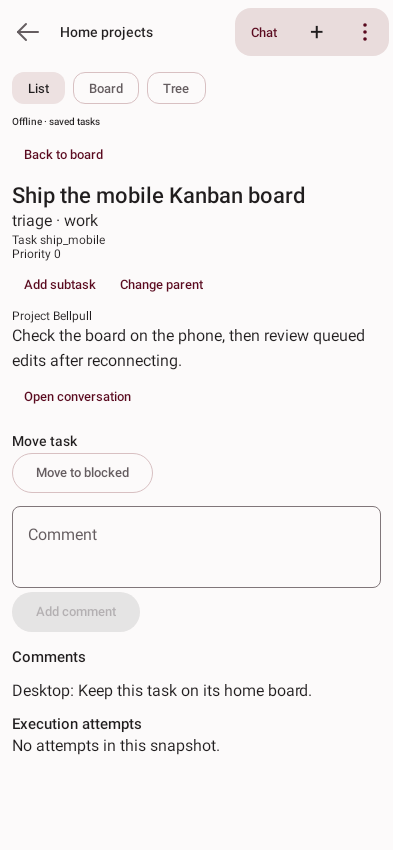 Home projects
Chat
+
List
Board
Tree
Offline · saved tasks
Back to board
Ship the mobile Kanban board
triage · work
Task ship_mobile
Priority 0
Add subtask
Change parent
Project Bellpull
Check the board on the phone, then review queued
edits after reconnecting.
Open conversation
Move task
Move to blocked
Comment
Add comment
Comments
Desktop: Keep this task on its home board.
Execution attempts
No attempts in this snapshot.